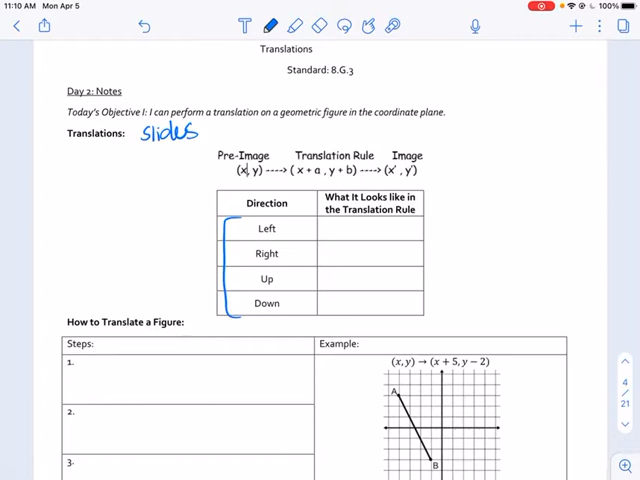 11:10 AM Mon Apr 5
100%
Translations
Standard: 8.G.3
Day 2: Notes
Today's Objective I: I can perform a translation on a geometric figure in the coordinate plane.
Translations: slides
Pre-Image Translation Rule Image
(x, y) ----> ( x + a , y + b) ----> (x' , y')
Direction What It Looks like in the Translation Rule
Left
Right
Up
Down
How to Translate a Figure:
Steps: Example:
1. (x, y) → (x + 5, y − 2)
A
2.
B
3.
4
/
21